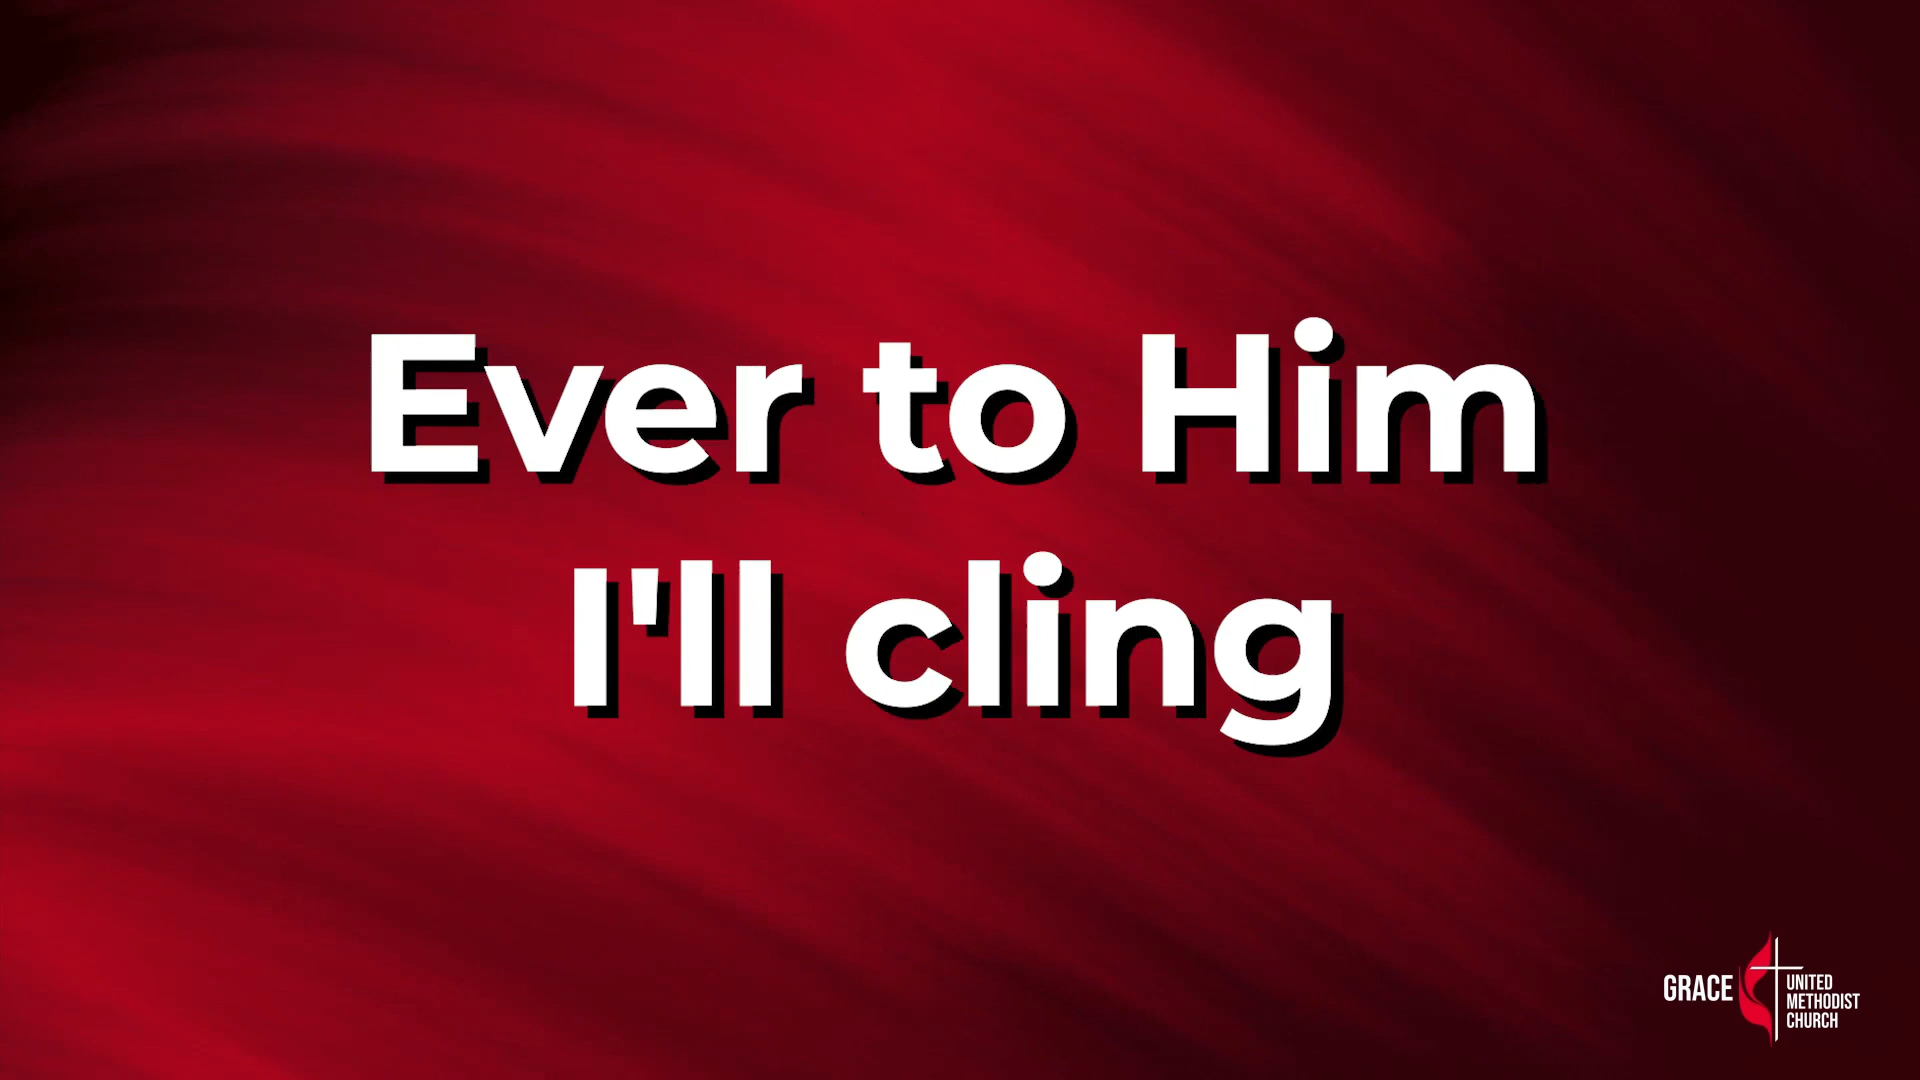 Ever to Him
I'll cling
GRACE
UNITED
METHODIST
CHURCH